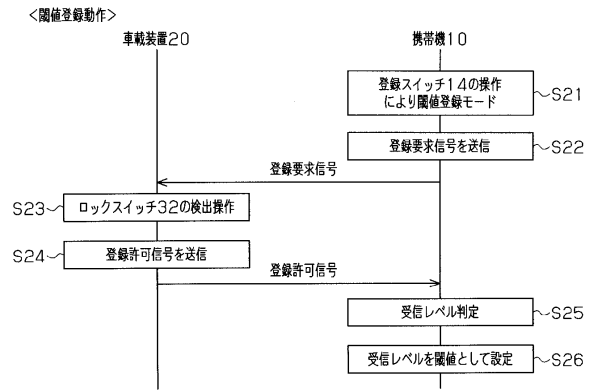 ＜閾値登録動作＞
車載装置20
携帯機10
登録スイッチ14の操作
により閾値登録モード
S21
登録要求信号を送信
S22
登録要求信号
S23
ロックスイッチ32の検出操作
S24
登録許可信号を送信
登録許可信号
受信レベル判定
S25
受信レベルを閾値として設定
S26